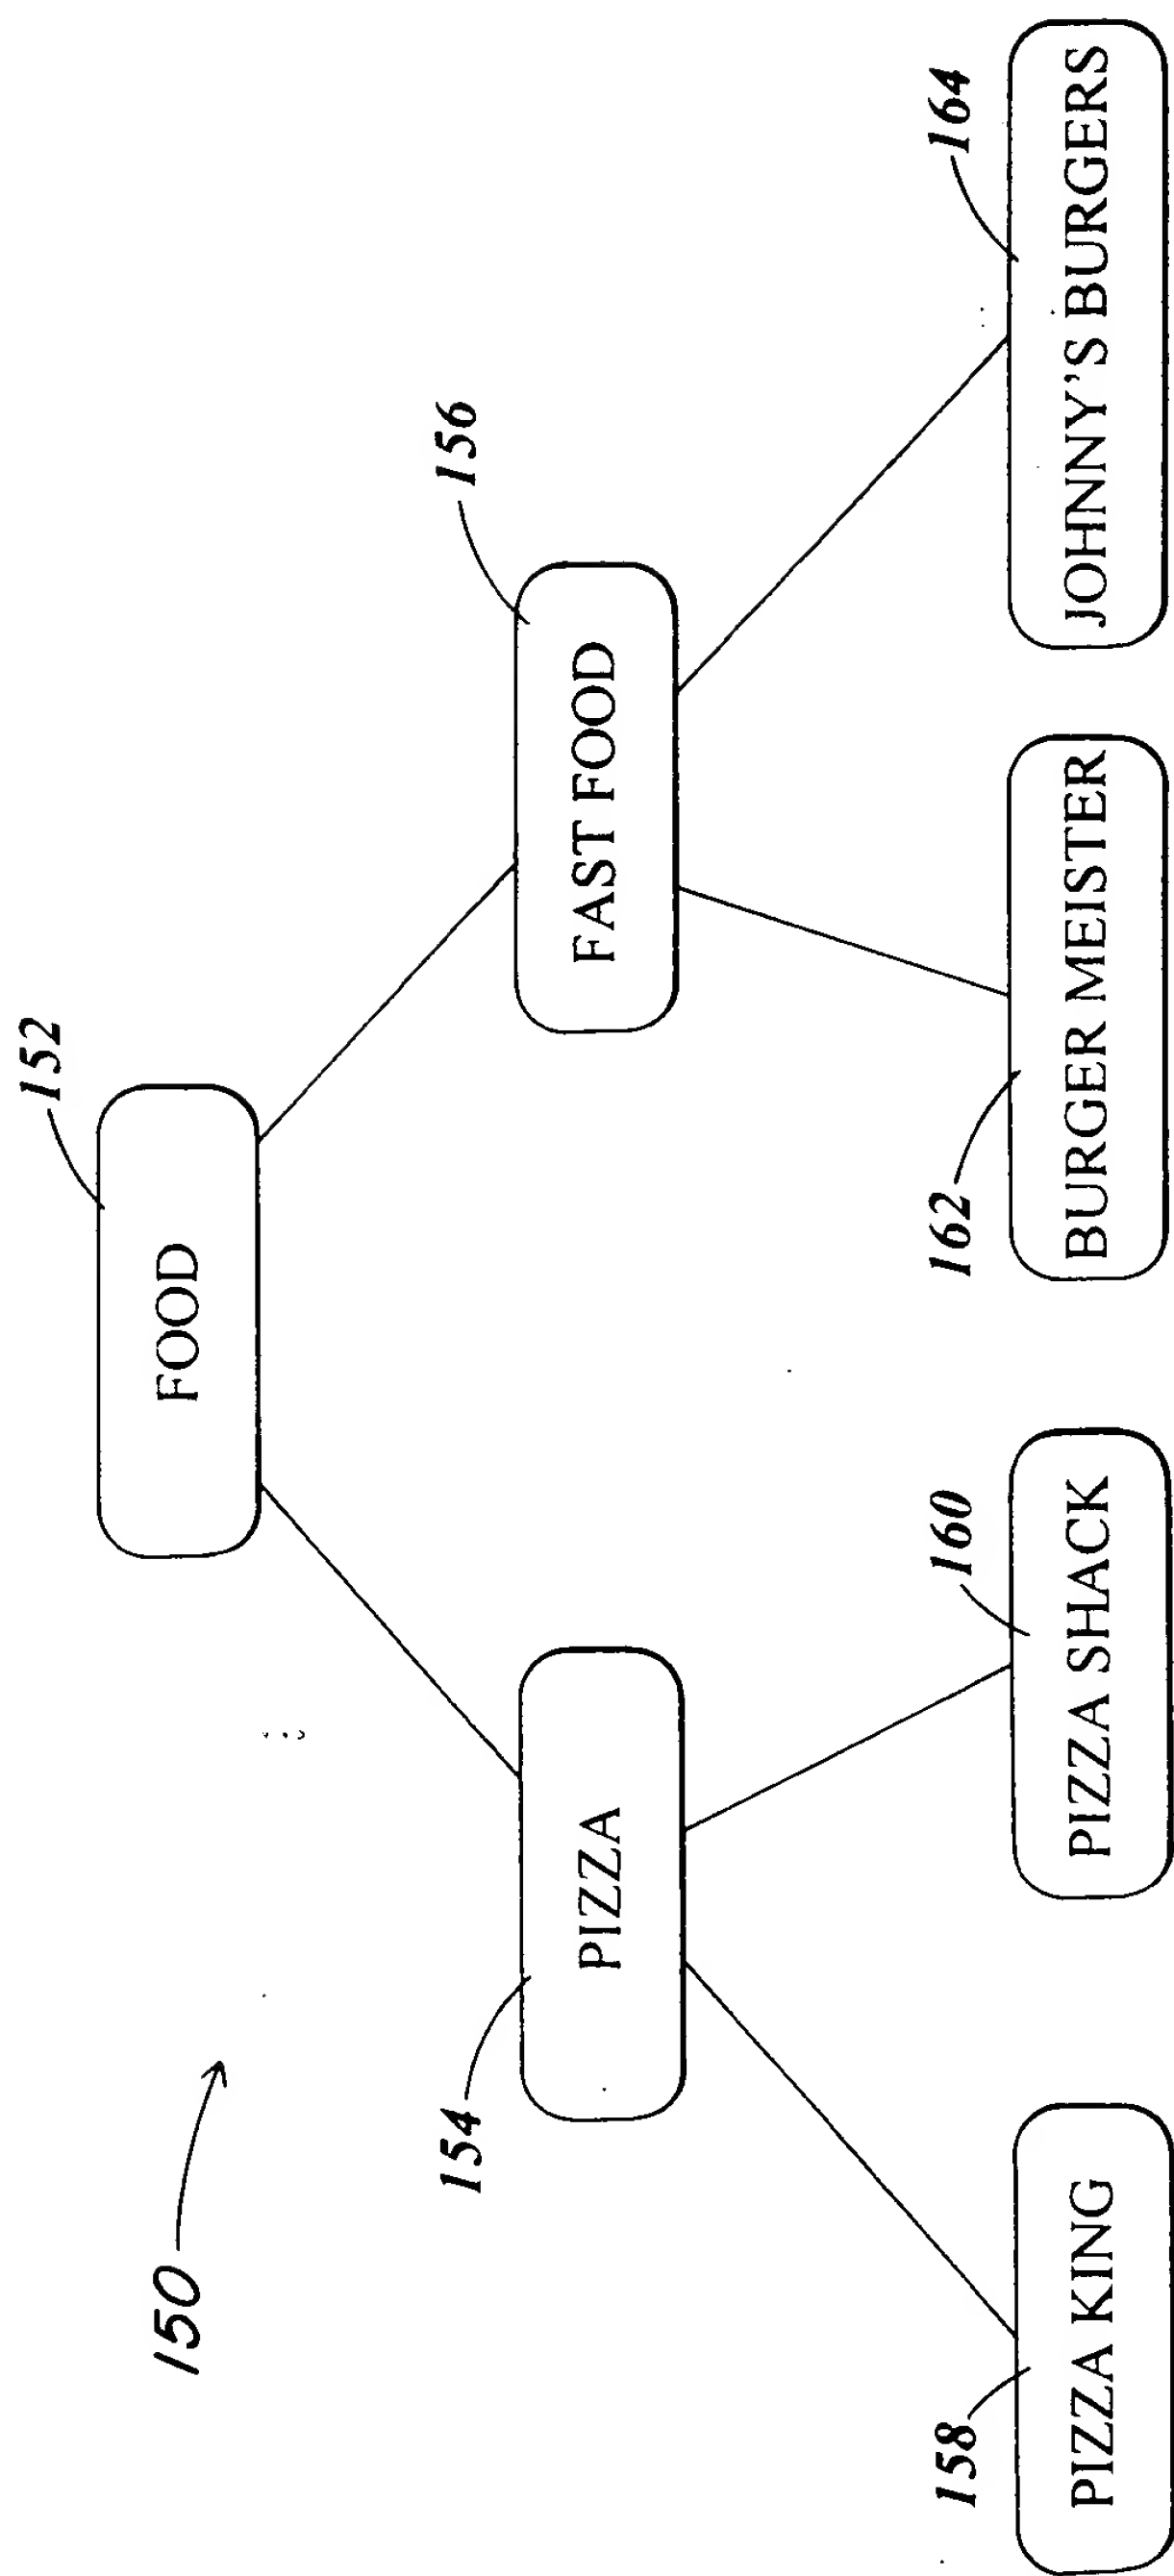 150
152
FOOD
154
PIZZA
156
FAST FOOD
158
PIZZA KING
160
PIZZA SHACK
162
BURGER MEISTER
164
JOHNNY'S BURGERS